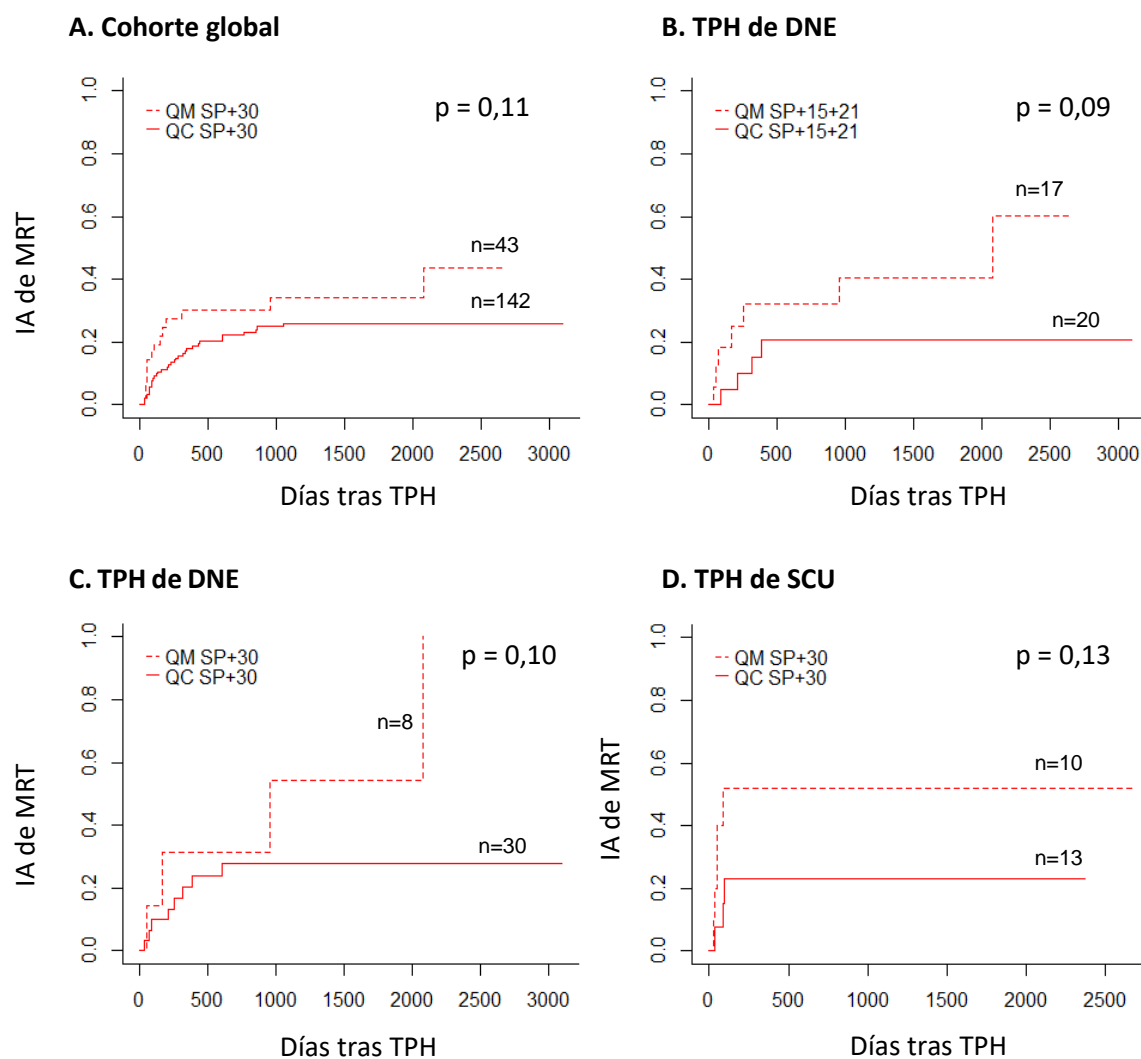 A. Cohorte global
IA de MRT
1.0
0.8
0.6
0.4
0.2
0.0
QM SP+30
QC SP+30
p = 0,11
n=43
n=142
0 500 1000 1500 2000 2500 3000
Días tras TPH
B. TPH de DNE
1.0
0.8
0.6
0.4
0.2
0.0
QM SP+15+21
QC SP+15+21
p = 0,09
n=17
n=20
0 500 1000 1500 2000 2500 3000
Días tras TPH
C. TPH de DNE
IA de MRT
1.0
0.8
0.6
0.4
0.2
0.0
QM SP+30
QC SP+30
p = 0,10
n=8
n=30
0 500 1000 1500 2000 2500 3000
Días tras TPH
D. TPH de SCU
IA de MRT
1.0
0.8
0.6
0.4
0.2
0.0
QM SP+30
QC SP+30
p = 0,13
n=10
n=13
0 500 1000 1500 2000 2500
Días tras TPH